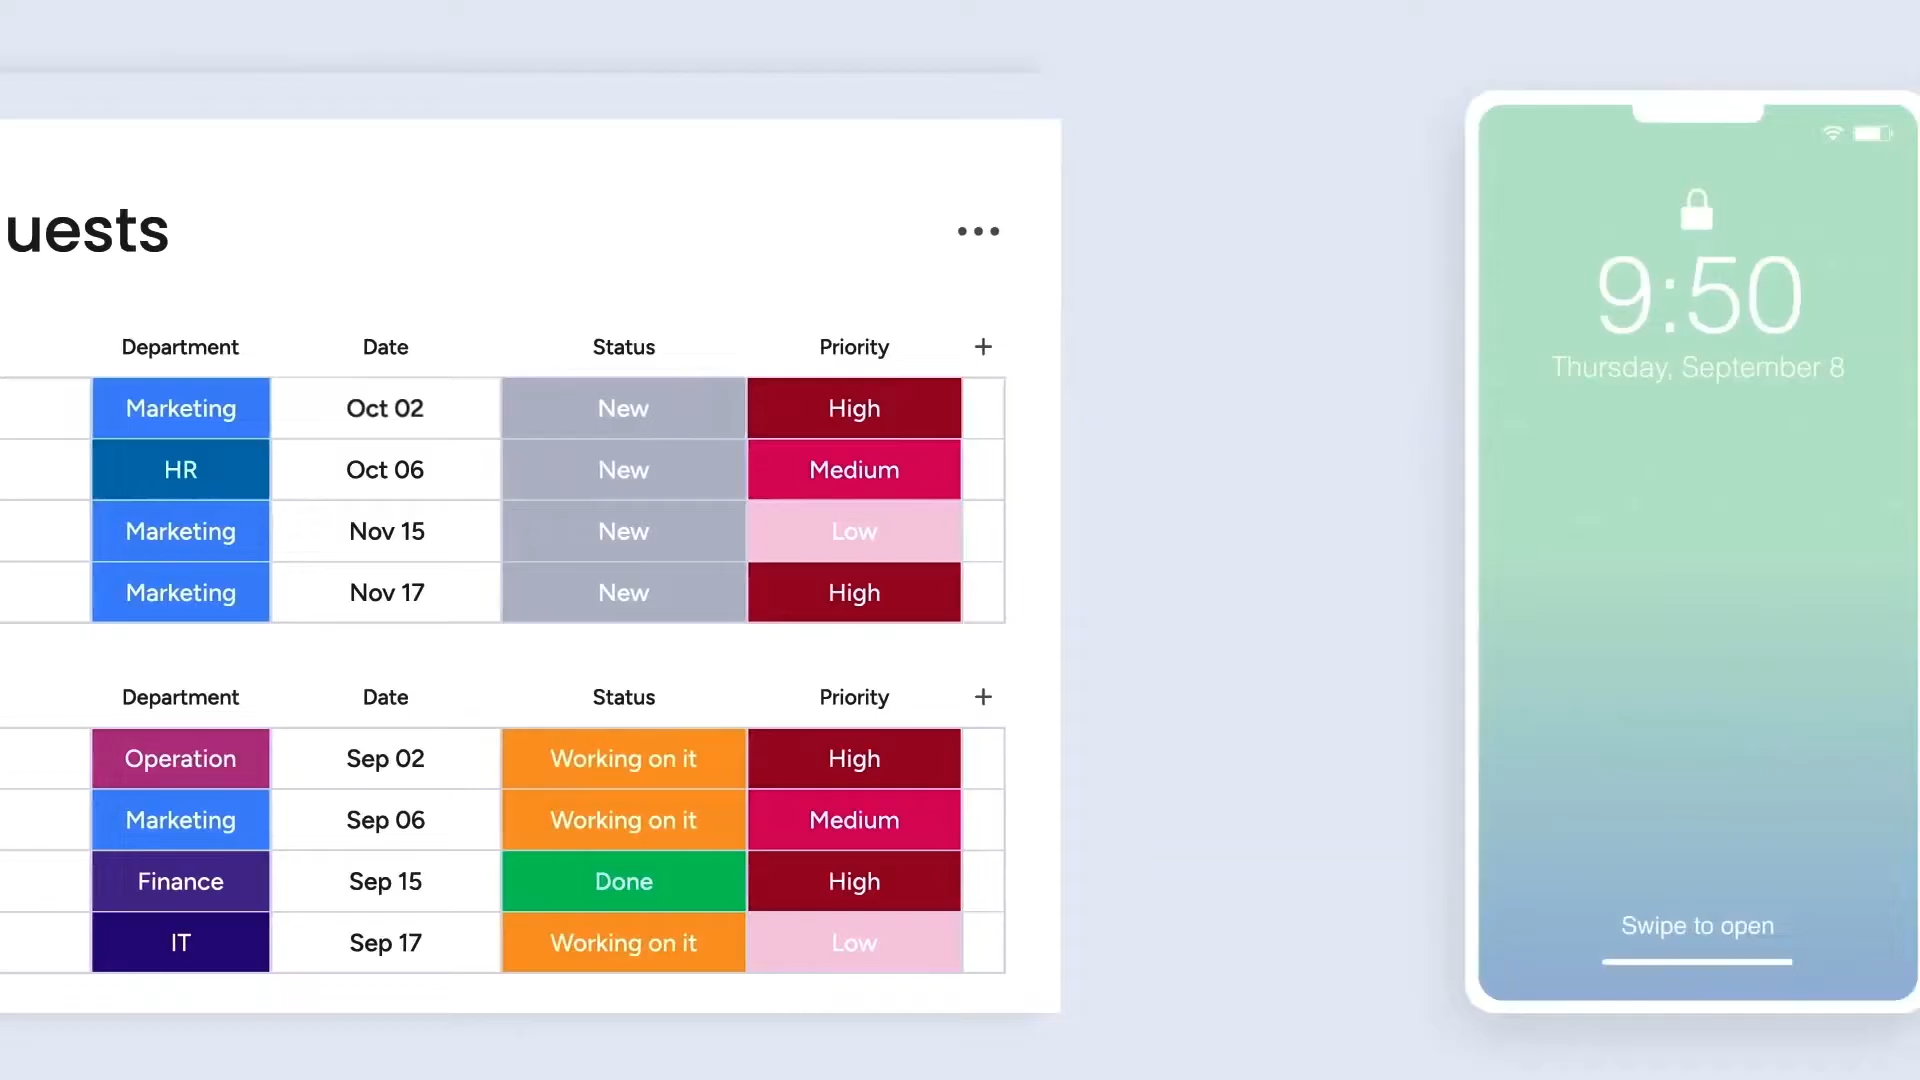 uests
Department Date Status Priority +
Marketing Oct 02 New High
HR Oct 06 New Medium
Marketing Nov 15 New Low
Marketing Nov 17 New High
Department Date Status Priority +
Operation Sep 02 Working on it High
Marketing Sep 06 Working on it Medium
Finance Sep 15 Done High
IT Sep 17 Working on it Low
9:50
Thursday, September 8
Swipe to open